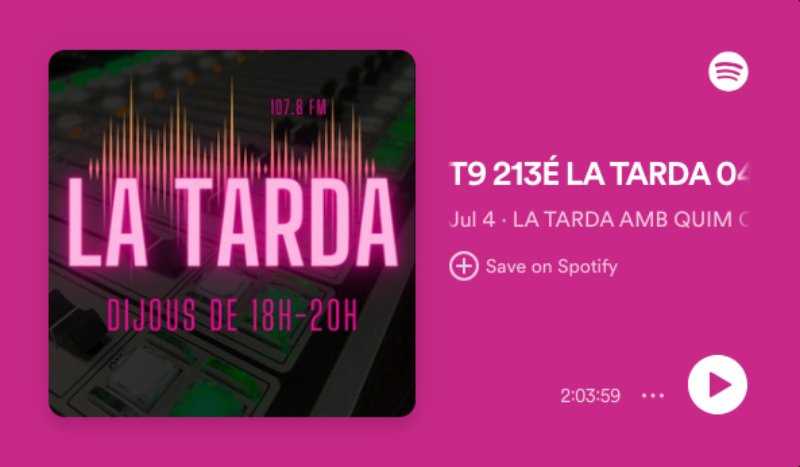 107.8 FM
LA TARDA
DIJOUS DE 18H-20H
T9 213É LA TARDA 04
Jul 4 · LA TARDA AMB QUIM
Save on Spotify
2:03:59